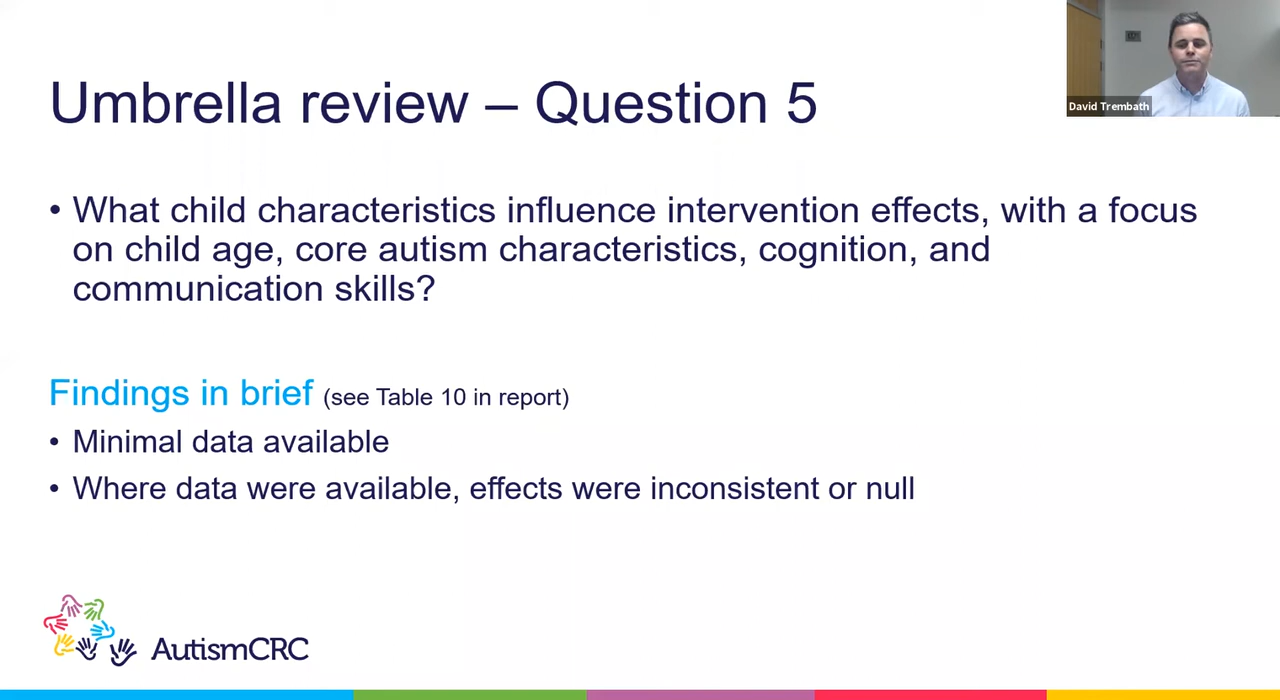 Umbrella review – Question 5
David Trembath
• What child characteristics influence intervention effects, with a focus
on child age, core autism characteristics, cognition, and
communication skills?
Findings in brief (see Table 10 in report)
• Minimal data available
• Where data were available, effects were inconsistent or null
AutismCRC